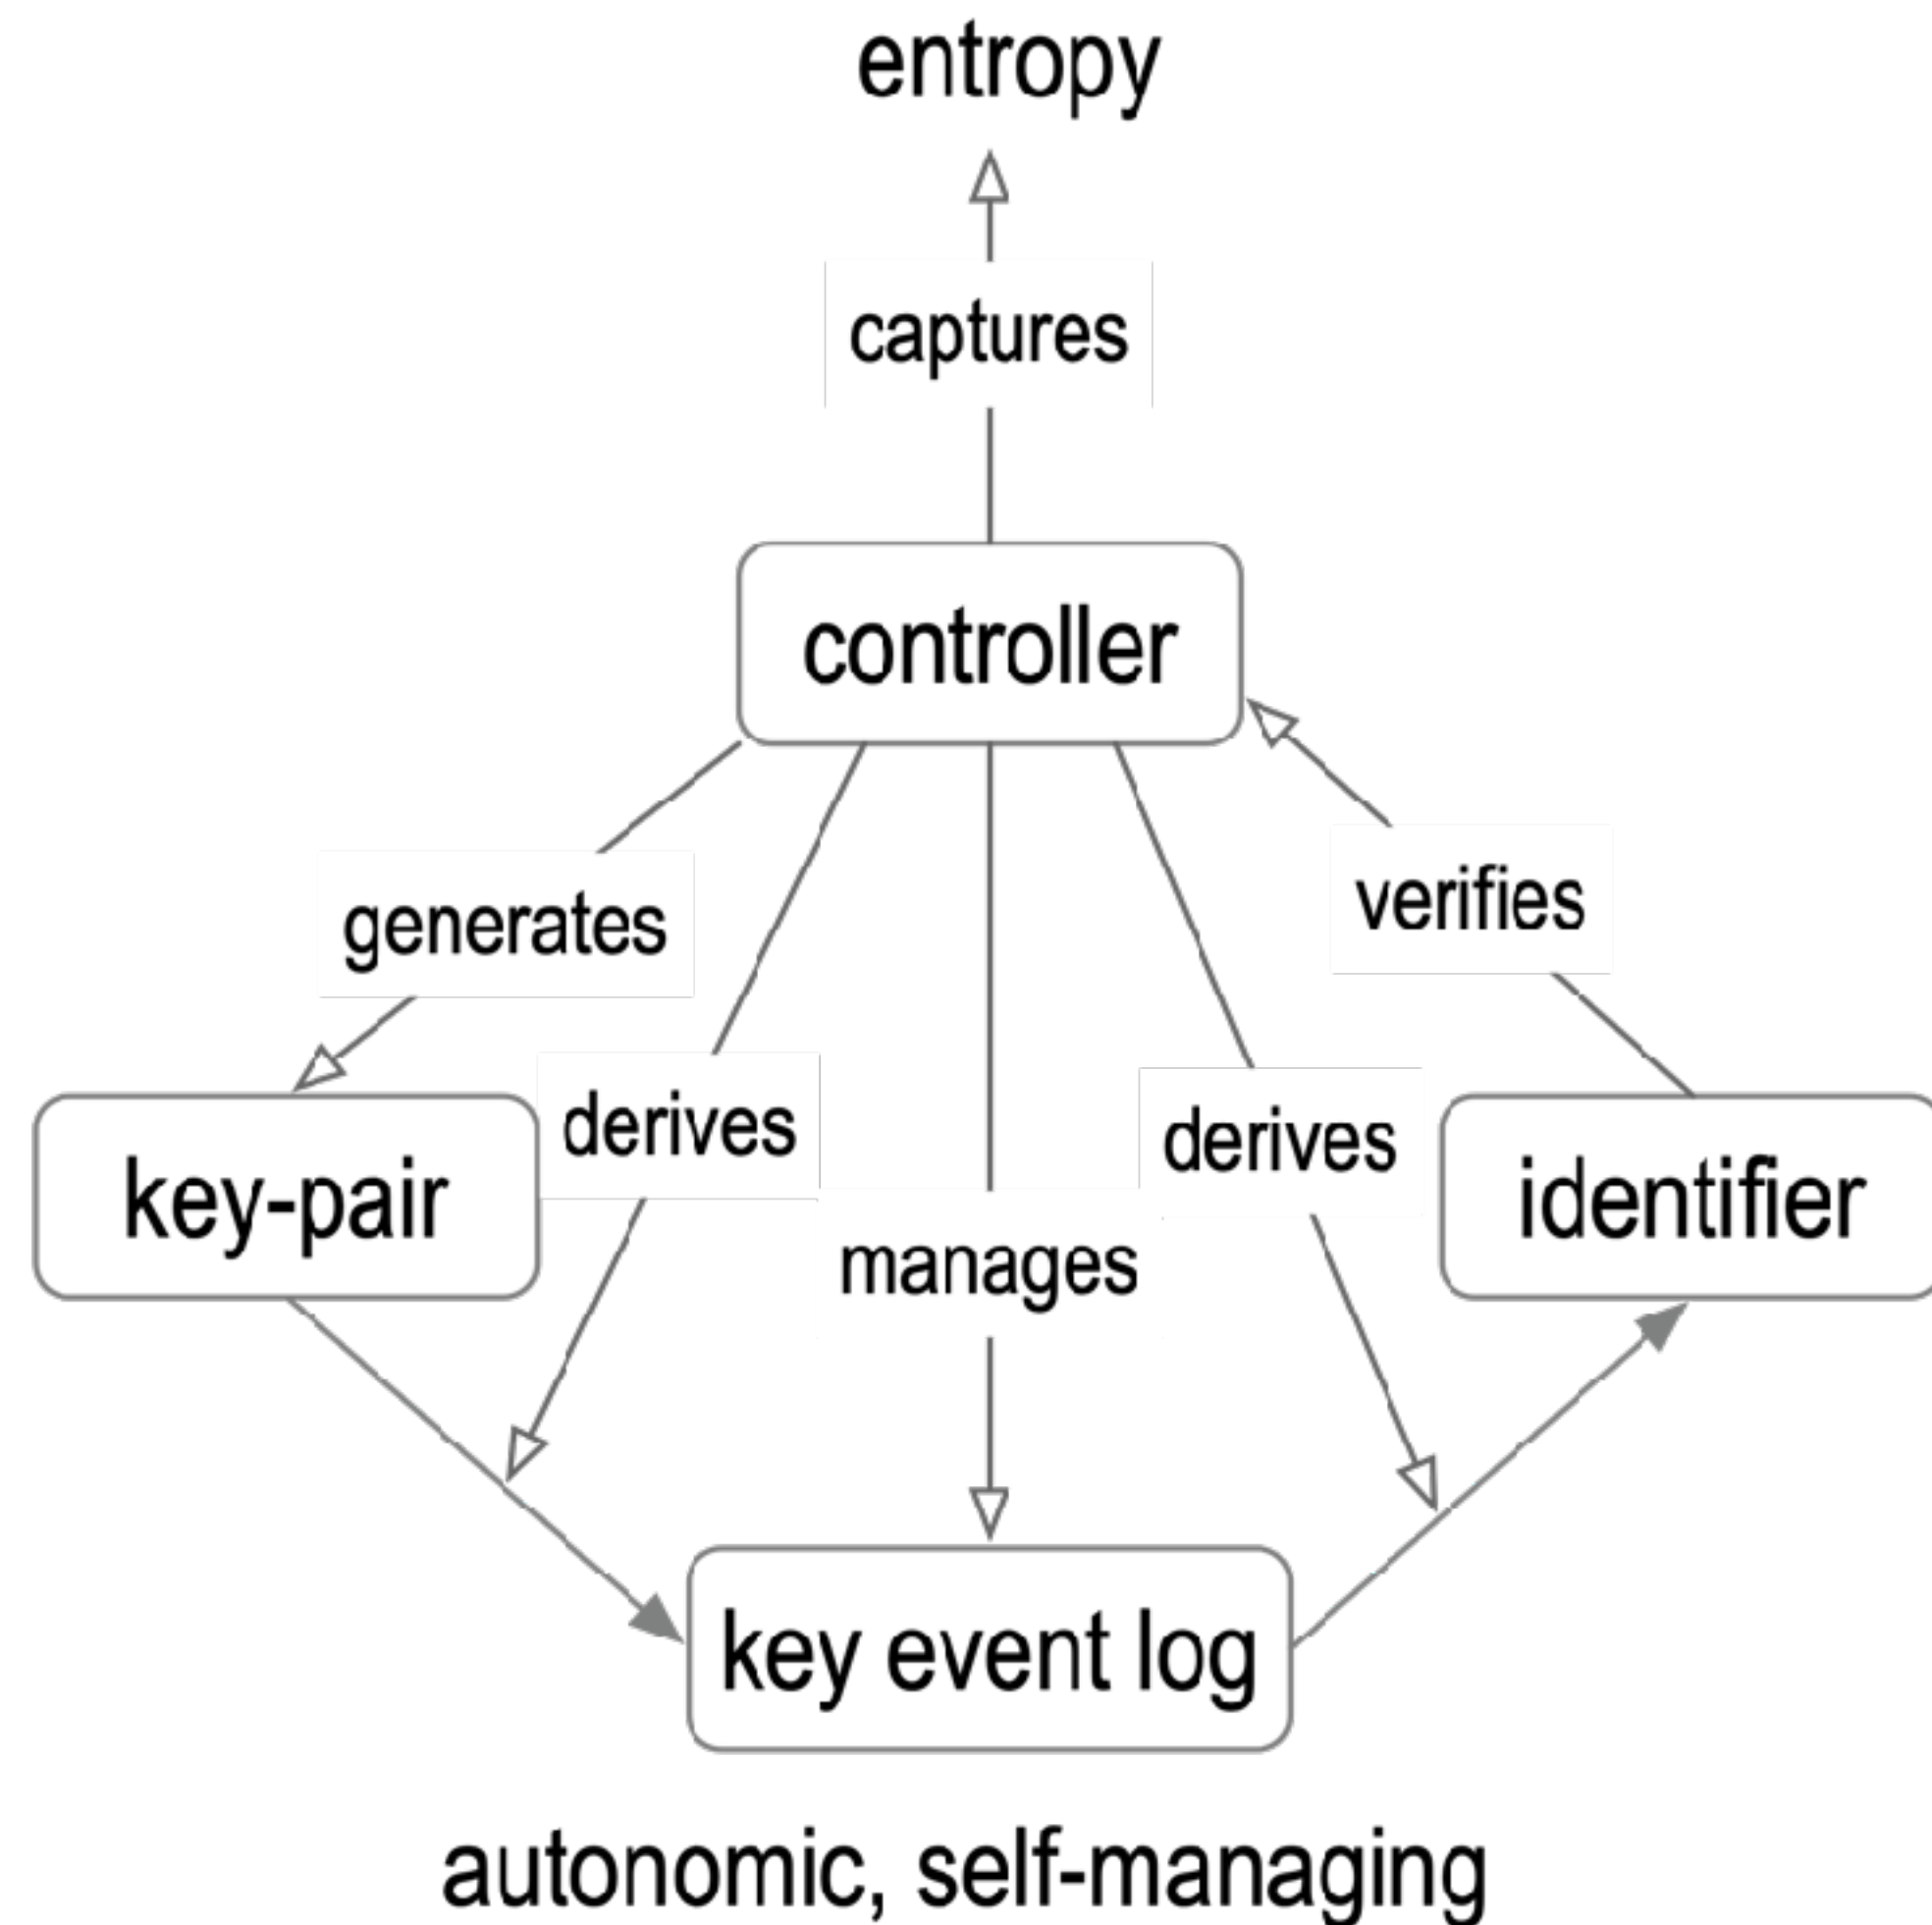 entropy
captures
controller
generates
verifies
derives
derives
key-pair
identifier
manages
key event log
autonomic, self-managing